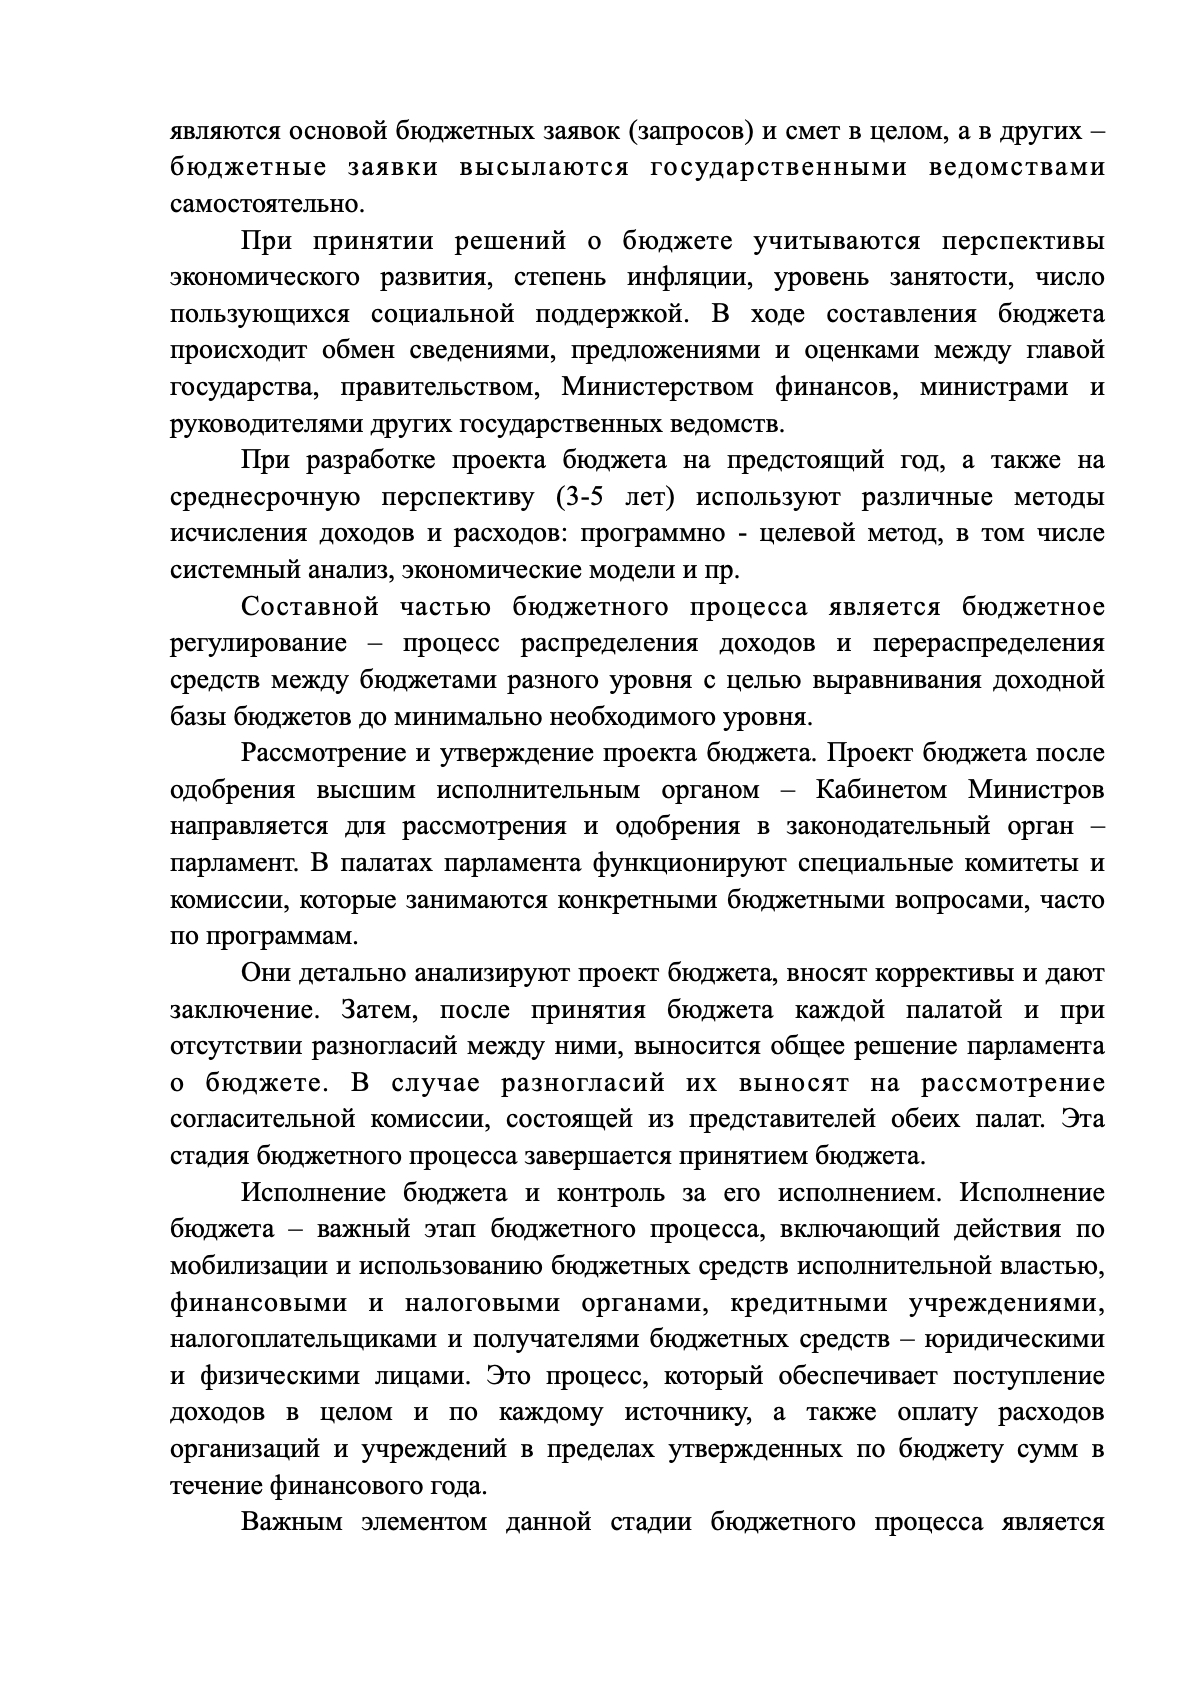 являются основой бюджетных заявок (запросов) и смет в целом, а в других –
бюджетные заявки высылаются государственными ведомствами
самостоятельно.
При принятии решений о бюджете учитываются перспективы
экономического развития, степень инфляции, уровень занятости, число
пользующихся социальной поддержкой. В ходе составления бюджета
происходит обмен сведениями, предложениями и оценками между главой
государства, правительством, Министерством финансов, министрами и
руководителями других государственных ведомств.
При разработке проекта бюджета на предстоящий год, а также на
среднесрочную перспективу (3-5 лет) используют различные методы
исчисления доходов и расходов: программно - целевой метод, в том числе
системный анализ, экономические модели и пр.
Составной частью бюджетного процесса является бюджетное
регулирование – процесс распределения доходов и перераспределения
средств между бюджетами разного уровня с целью выравнивания доходной
базы бюджетов до минимально необходимого уровня.
Рассмотрение и утверждение проекта бюджета. Проект бюджета после
одобрения высшим исполнительным органом – Кабинетом Министров
направляется для рассмотрения и одобрения в законодательный орган –
парламент. В палатах парламента функционируют специальные комитеты и
комиссии, которые занимаются конкретными бюджетными вопросами, часто
по программам.
Они детально анализируют проект бюджета, вносят коррективы и дают
заключение. Затем, после принятия бюджета каждой палатой и при
отсутствии разногласий между ними, выносится общее решение парламента
о бюджете. В случае разногласий их выносят на рассмотрение
согласительной комиссии, состоящей из представителей обеих палат. Эта
стадия бюджетного процесса завершается принятием бюджета.
Исполнение бюджета и контроль за его исполнением. Исполнение
бюджета – важный этап бюджетного процесса, включающий действия по
мобилизации и использованию бюджетных средств исполнительной властью,
финансовыми и налоговыми органами, кредитными учреждениями,
налогоплательщиками и получателями бюджетных средств – юридическими
и физическими лицами. Это процесс, который обеспечивает поступление
доходов в целом и по каждому источнику, а также оплату расходов
организаций и учреждений в пределах утвержденных по бюджету сумм в
течение финансового года.
Важным элементом данной стадии бюджетного процесса является